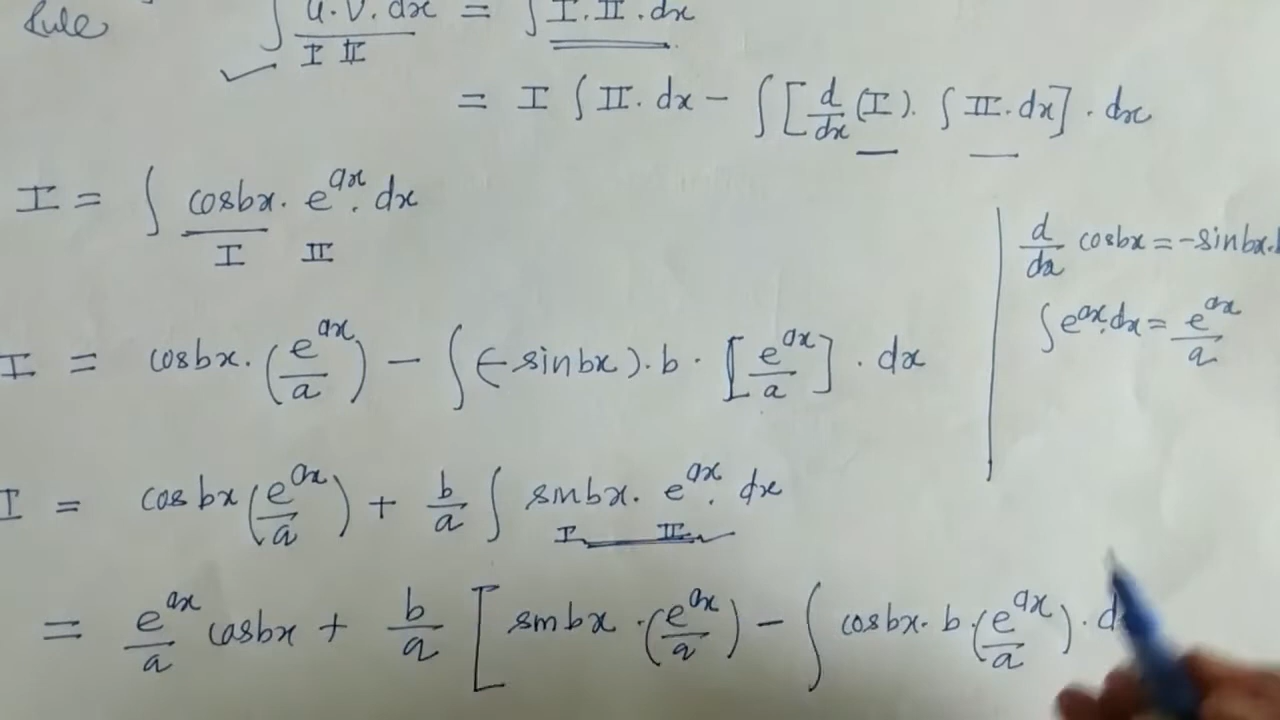 Rule ∫ u.v.dx = ∫ I.II.dx
I II
= I ∫ II.dx - ∫ [d/dx (I). ∫ II.dx] . dx
I = ∫ cosbx. e^ax. dx
I II
d/dx cosbx = -sinbx.b
∫e^ax.dx = e^ax/a
I = cosbx. (e^ax/a) - ∫(-sinbx).b . [e^ax/a] . dx
I = cosbx (e^ax/a) + b/a ∫ sinbx. e^ax. dx
I II
= e^ax/a cosbx + b/a [ sinbx .(e^ax/a) - ∫ cosbx. b.(e^ax/a). d